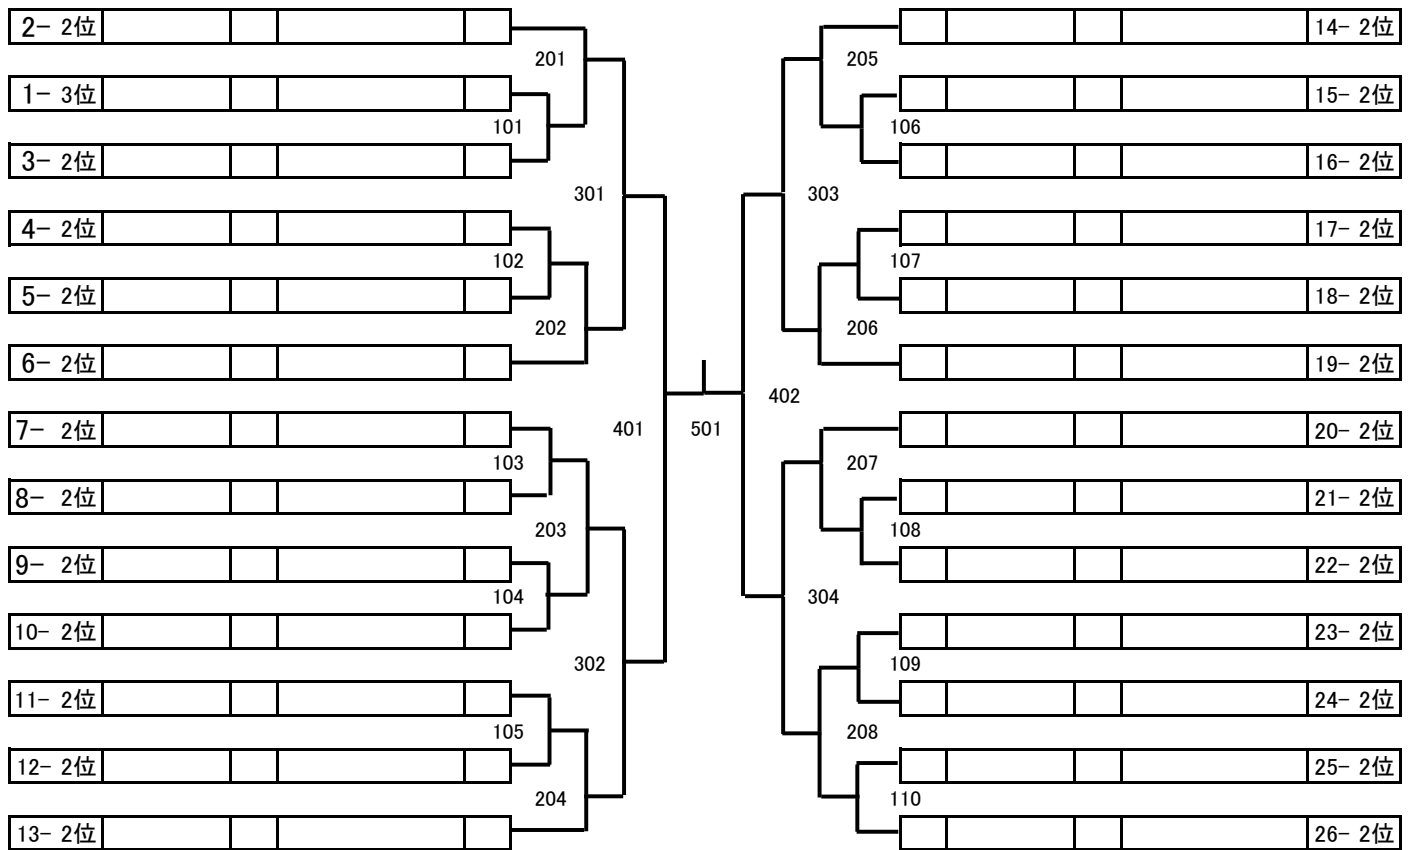 2- 2位
14- 2位
201
205
1- 3位
15- 2位
101
106
3- 2位
16- 2位
301
303
4- 2位
17- 2位
102
107
5- 2位
18- 2位
202
206
6- 2位
19- 2位
402
7- 2位
401
501
20- 2位
103
207
8- 2位
21- 2位
203
108
9- 2位
22- 2位
104
304
10- 2位
23- 2位
302
109
11- 2位
24- 2位
105
208
12- 2位
25- 2位
204
110
13- 2位
26- 2位